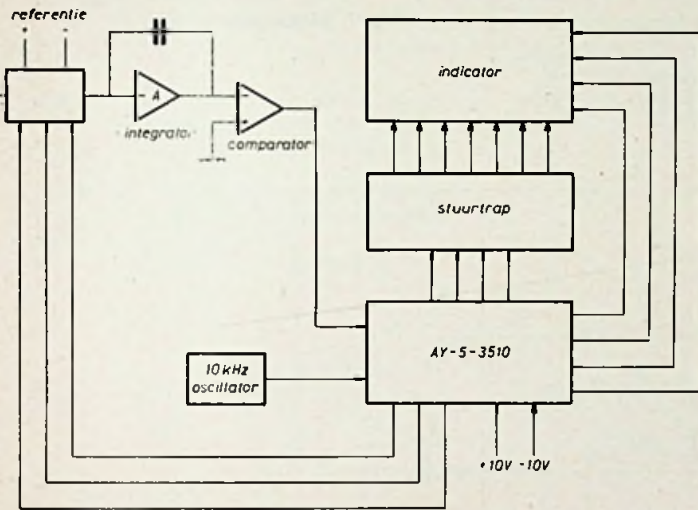 referentie
+ -
indicator
A
integrator
comparator
stuurtrap
AY-5-3510
10 kHz
oscillator
+10V -10V